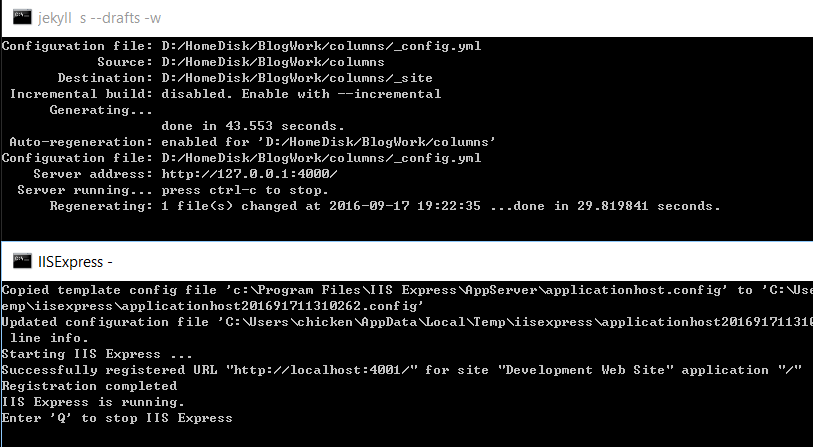 jekyll s --drafts -w
Configuration file: D:/HomeDisk/BlogWork/columns/_config.yml
Source: D:/HomeDisk/BlogWork/columns
Destination: D:/HomeDisk/BlogWork/columns/_site
Incremental build: disabled. Enable with --incremental
Generating...
done in 43.553 seconds.
Auto-regeneration: enabled for 'D:/HomeDisk/BlogWork/columns'
Configuration file: D:/HomeDisk/BlogWork/columns/_config.yml
Server address: http://127.0.0.1:4000/
Server running... press ctrl-c to stop.
Regenerating: 1 file(s) changed at 2016-09-17 19:22:35 ...done in 29.819841 seconds.
IISExpress -
Copied template config file 'c:\Program Files\IIS Express\AppServer\applicationhost.config' to 'C:\Use
emp\iisexpress\applicationhost201691711310262.config'
Updated configuration file 'C:\Users\chicken\AppData\Local\Temp\iisexpress\applicationhost201691711310
line info.
Starting IIS Express ...
Successfully registered URL "http://localhost:4001/" for site "Development Web Site" application "/"
Registration completed
IIS Express is running.
Enter 'Q' to stop IIS Express